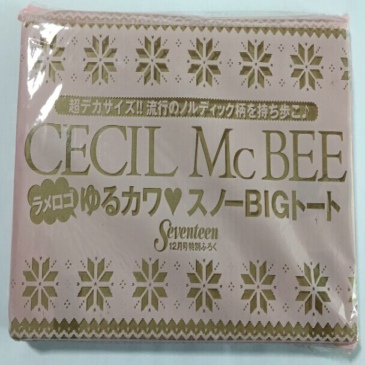 超デカサイズ!! 流行のノルディック柄を持ち歩こ♪
CECIL McBEE
ラメロゴ ゆるカワ♥スノーBIGトート
Seventeen
12月号特別ふろく